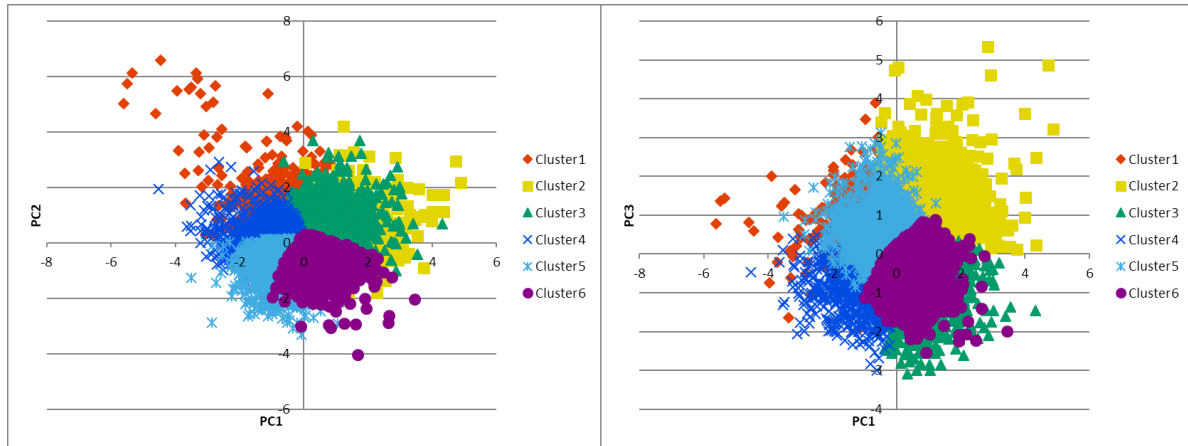 8
6
4
2
0
-2
-4
-6
-8 -6 -4 -2 0 2 4 6
PC2
PC1
Cluster1
Cluster2
Cluster3
Cluster4
Cluster5
Cluster6
6
5
4
3
2
1
0
-1
-2
-3
-4
-8 -6 -4 -2 0 2 4 6
PC3
PC1
Cluster1
Cluster2
Cluster3
Cluster4
Cluster5
Cluster6